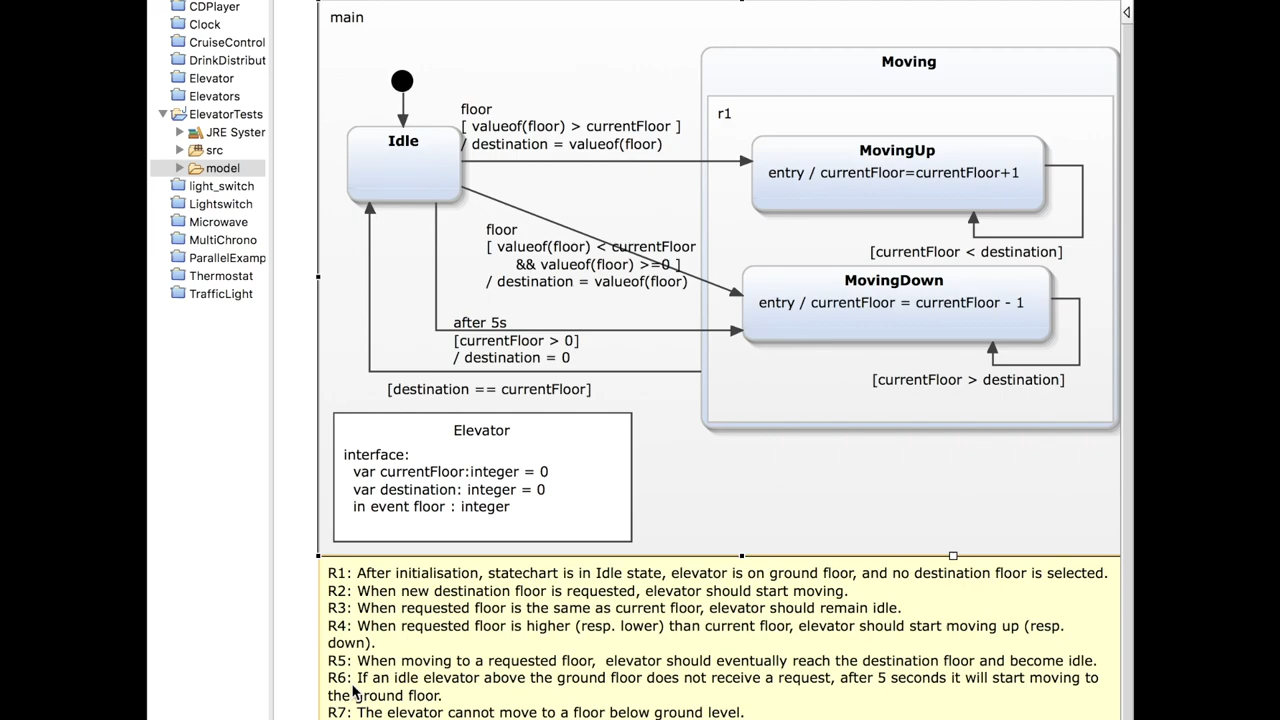 CDPlayer
Clock
CruiseControl
DrinkDistribut
Elevator
Elevators
ElevatorTests
JRE Syster
src
model
light_switch
Lightswitch
Microwave
MultiChrono
ParallelExamp
Thermostat
TrafficLight
main
Idle
floor
[ valueof(floor) > currentFloor ]
/ destination = valueof(floor)
floor
[ valueof(floor) < currentFloor
&& valueof(floor) >=0 ]
/ destination = valueof(floor)
after 5s
[currentFloor > 0]
/ destination = 0
[destination == currentFloor]
Moving
r1
MovingUp
entry / currentFloor=currentFloor+1
[currentFloor < destination]
MovingDown
entry / currentFloor = currentFloor - 1
[currentFloor > destination]
Elevator
interface:
var currentFloor:integer = 0
var destination: integer = 0
in event floor : integer
R1: After initialisation, statechart is in Idle state, elevator is on ground floor, and no destination floor is selected.
R2: When new destination floor is requested, elevator should start moving.
R3: When requested floor is the same as current floor, elevator should remain idle.
R4: When requested floor is higher (resp. lower) than current floor, elevator should start moving up (resp.
down).
R5: When moving to a requested floor, elevator should eventually reach the destination floor and become idle.
R6: If an idle elevator above the ground floor does not receive a request, after 5 seconds it will start moving to
the ground floor.
R7: The elevator cannot move to a floor below ground level.